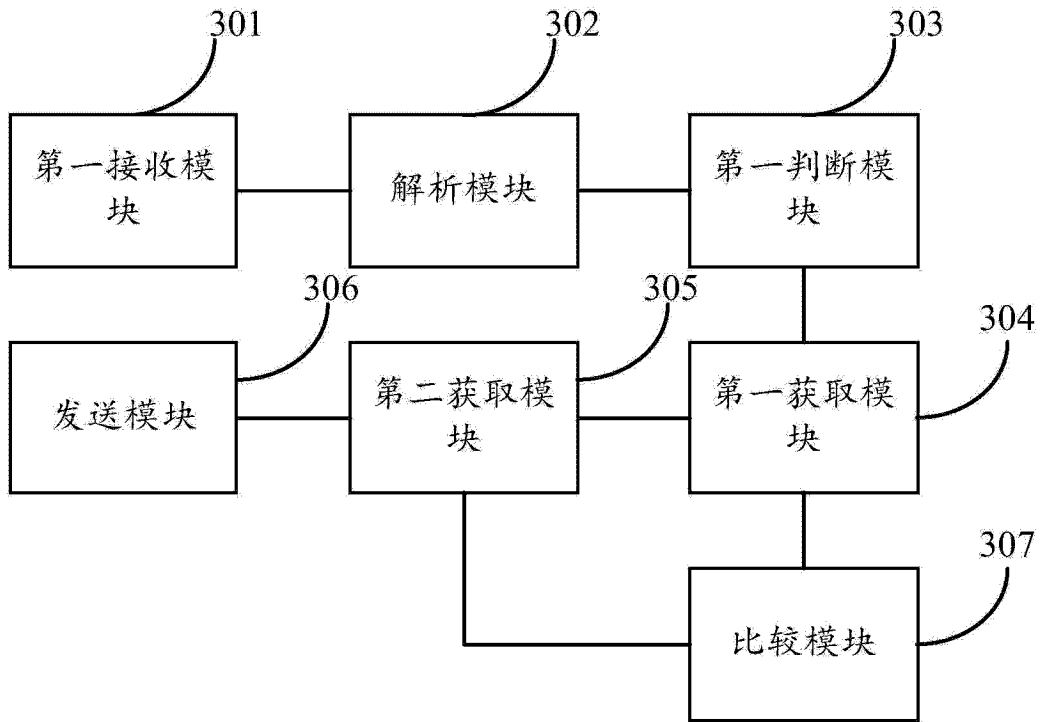 301
302
303
第一接收模
块
解析模块
第一判断模
块
306
305
304
发送模块
第二获取模
块
第一获取模
块
307
比较模块